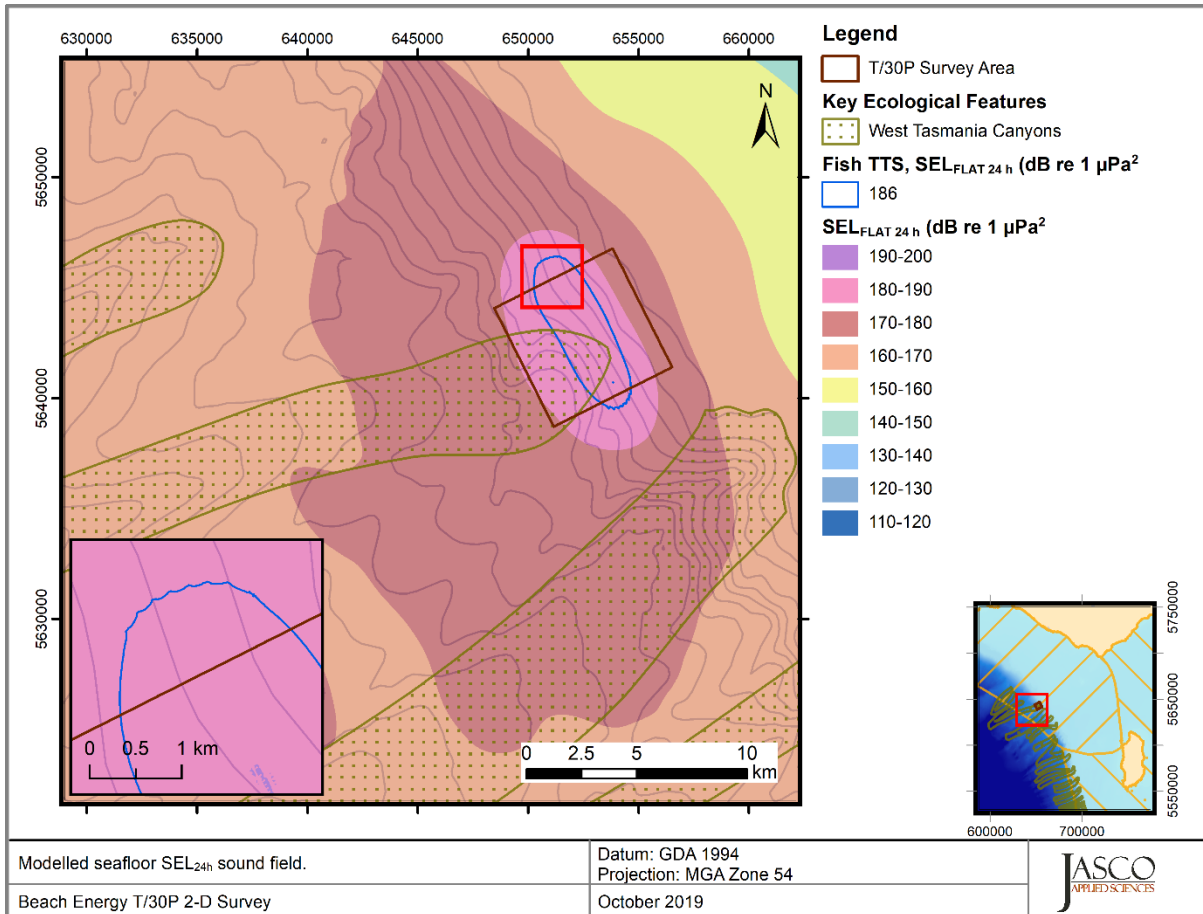 630000 635000 640000 645000 650000 655000 660000
5650000
5640000
5630000
N
0 0.5 1 km
0 2.5 5 10
km
Legend
T/30P Survey Area
Key Ecological Features
West Tasmania Canyons
Fish TTS, SELFLAT 24 h (dB re 1 µPa²
186
SELFLAT 24 h (dB re 1 µPa²
190-200
180-190
170-180
160-170
150-160
140-150
130-140
120-130
110-120
5750000
5650000
5550000
600000 700000
Modelled seafloor SEL24h sound field.
Datum: GDA 1994
Projection: MGA Zone 54
Beach Energy T/30P 2-D Survey
October 2019
JASCO
APPLIED SCIENCES